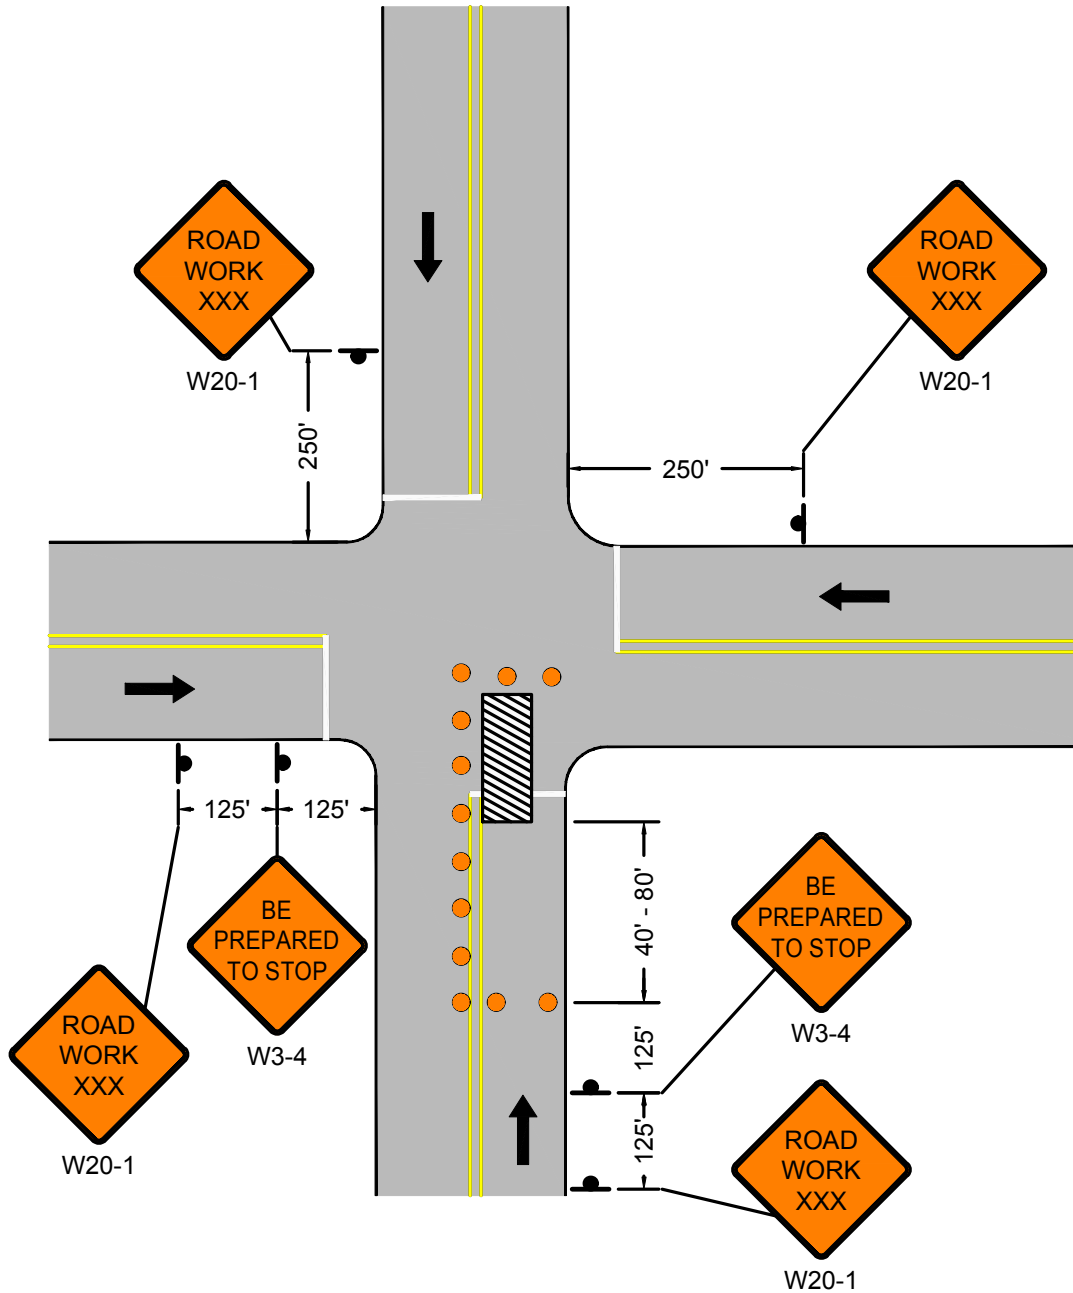 ROAD
WORK
XXX
W20-1
250'
ROAD
WORK
XXX
W20-1
250'
125'
125'
BE
PREPARED
TO STOP
W3-4
ROAD
WORK
XXX
W20-1
40' - 80'
125'
125'
BE
PREPARED
TO STOP
W3-4
ROAD
WORK
XXX
W20-1